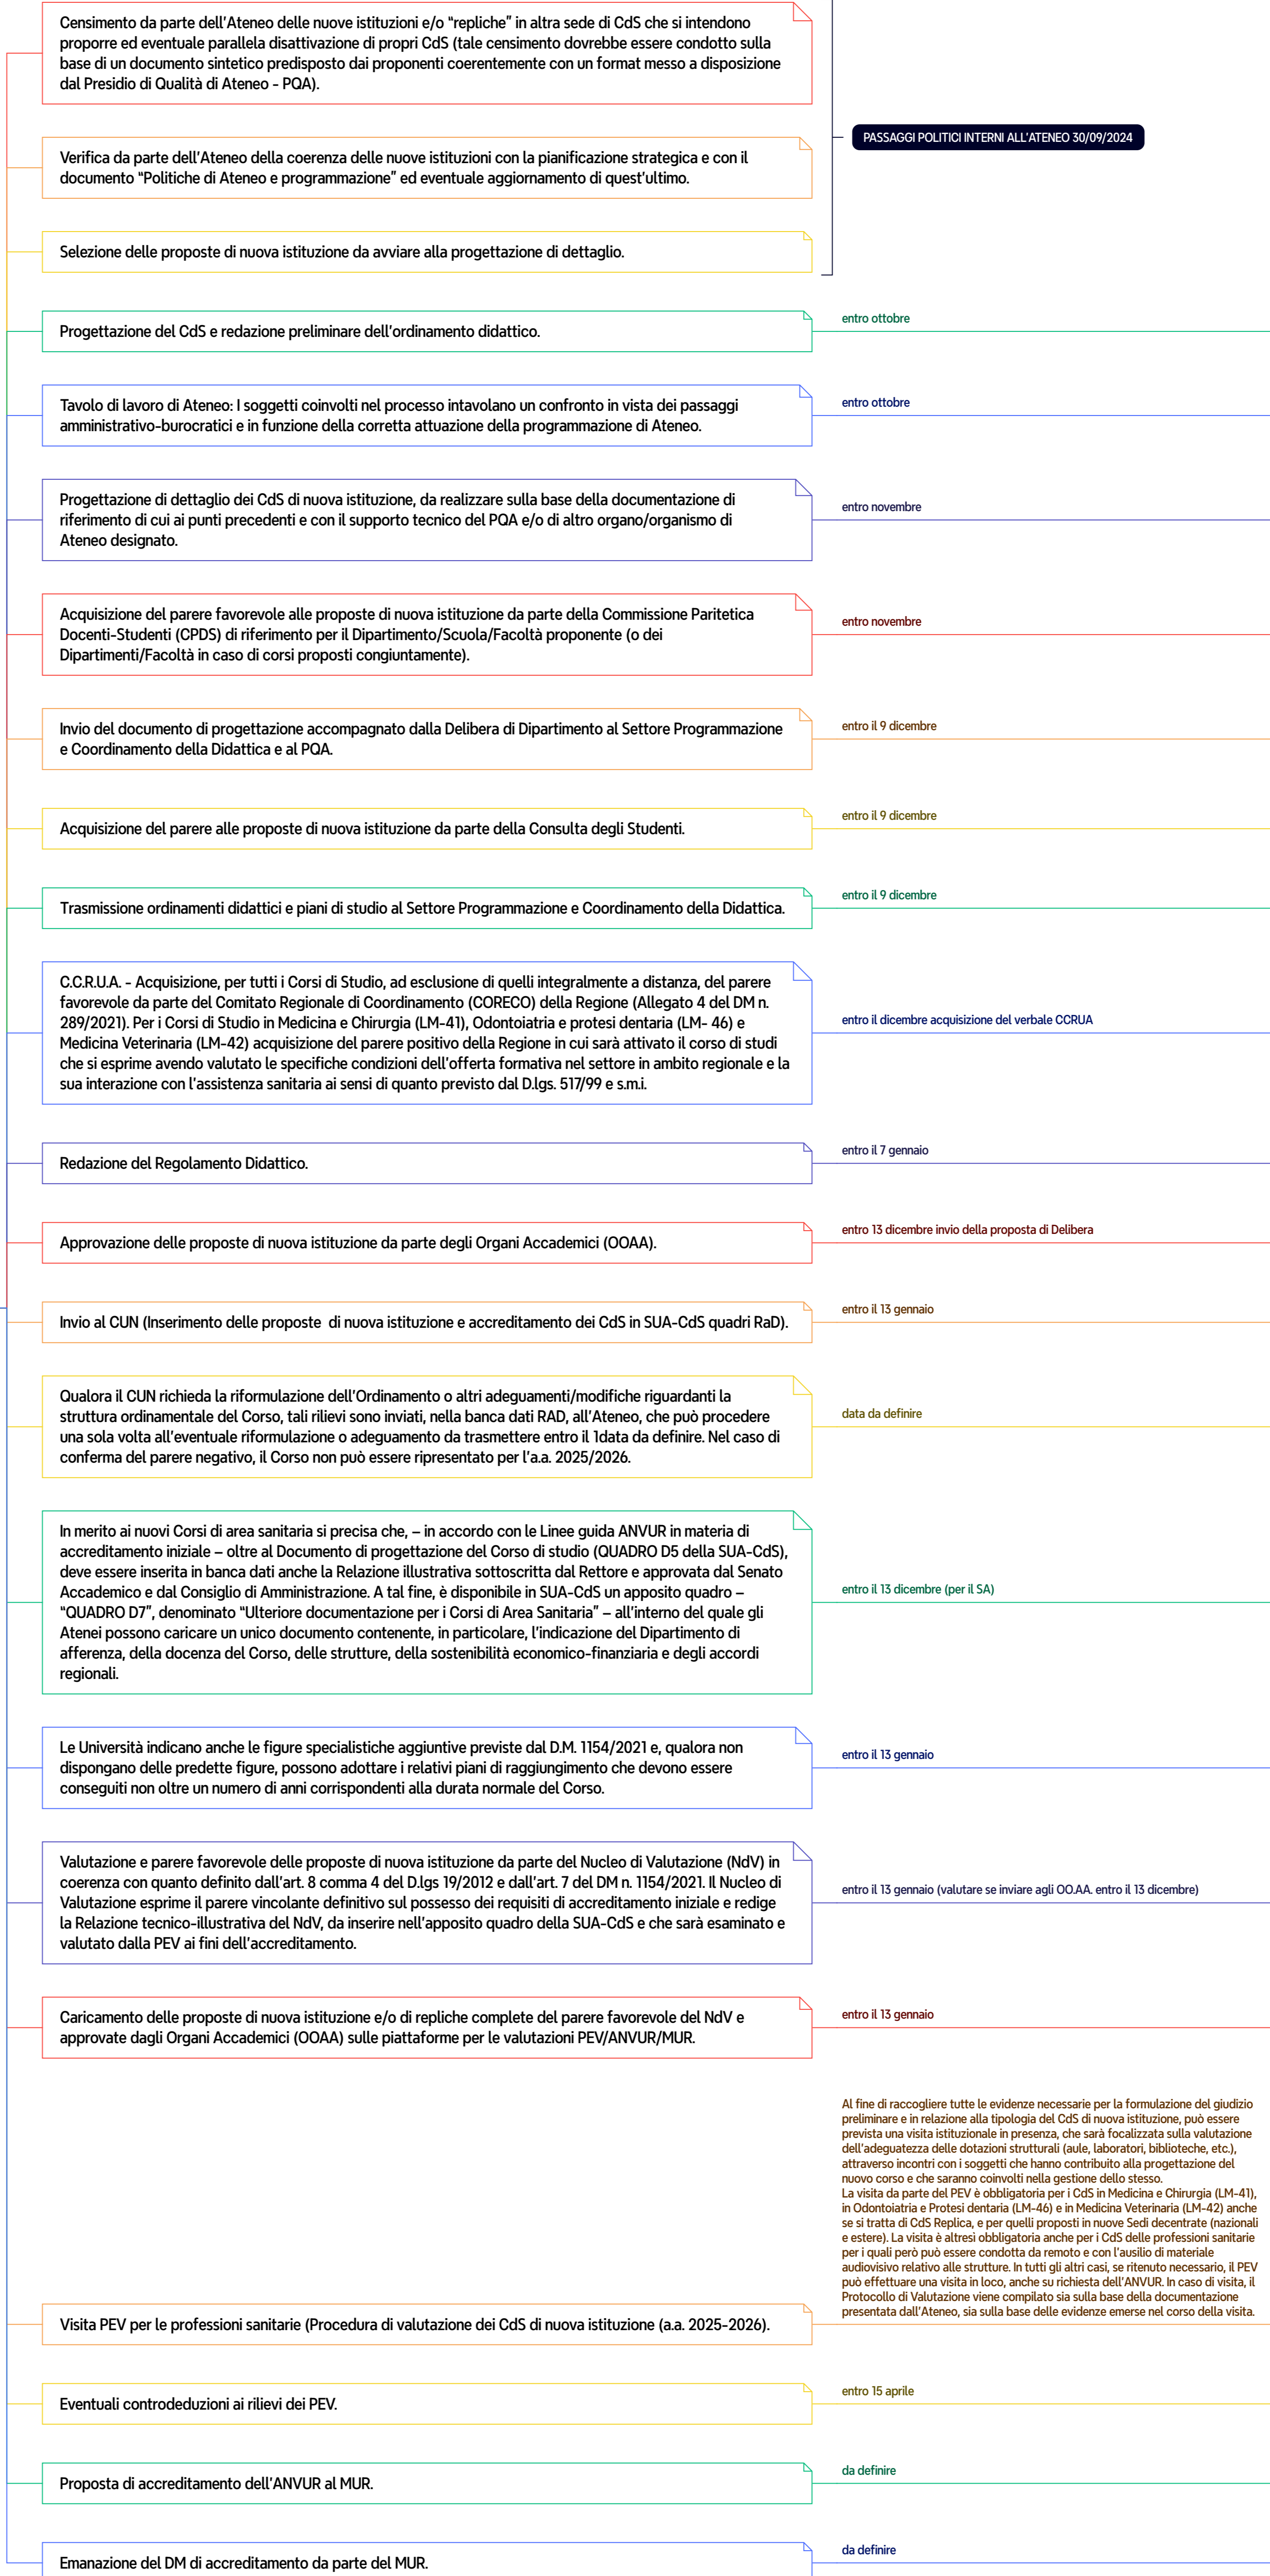 Censimento da parte dell'Ateneo delle nuove istituzioni e/o "repliche" in altra sede di CdS che si intendono
proporre ed eventuale parallela disattivazione di propri CdS (tale censimento dovrebbe essere condotto sulla
base di un documento sintetico predisposto dai proponenti coerentemente con un format messo a disposizione
dal Presidio di Qualità di Ateneo - PQA).
PASSAGGI POLITICI INTERNI ALL'ATENEO 30/09/2024
Verifica da parte dell'Ateneo della coerenza delle nuove istituzioni con la pianificazione strategica e con il
documento "Politiche di Ateneo e programmazione" ed eventuale aggiornamento di quest'ultimo.
Selezione delle proposte di nuova istituzione da avviare alla progettazione di dettaglio.
Progettazione del CdS e redazione preliminare dell'ordinamento didattico.
entro ottobre
Tavolo di lavoro di Ateneo: I soggetti coinvolti nel processo intavolano un confronto in vista dei passaggi
amministrativo-burocratici e in funzione della corretta attuazione della programmazione di Ateneo.
entro ottobre
Progettazione di dettaglio dei CdS di nuova istituzione, da realizzare sulla base della documentazione di
riferimento di cui ai punti precedenti e con il supporto tecnico del PQA e/o di altro organo/organismo di
Ateneo designato.
entro novembre
Acquisizione del parere favorevole alle proposte di nuova istituzione da parte della Commissione Paritetica
Docenti-Studenti (CPDS) di riferimento per il Dipartimento/Scuola/Facoltà proponente (o dei
Dipartimenti/Facoltà in caso di corsi proposti congiuntamente).
entro novembre
Invio del documento di progettazione accompagnato dalla Delibera di Dipartimento al Settore Programmazione
e Coordinamento della Didattica e al PQA.
entro il 9 dicembre
Acquisizione del parere alle proposte di nuova istituzione da parte della Consulta degli Studenti.
entro il 9 dicembre
Trasmissione ordinamenti didattici e piani di studio al Settore Programmazione e Coordinamento della Didattica.
entro il 9 dicembre
C.C.R.U.A. - Acquisizione, per tutti i Corsi di Studio, ad esclusione di quelli integralmente a distanza, del parere
favorevole da parte del Comitato Regionale di Coordinamento (CORECO) della Regione (Allegato 4 del DM n.
289/2021). Per i Corsi di Studio in Medicina e Chirurgia (LM-41), Odontoiatria e protesi dentaria (LM- 46) e
Medicina Veterinaria (LM-42) acquisizione del parere positivo della Regione in cui sarà attivato il corso di studi
che si esprime avendo valutato le specifiche condizioni dell'offerta formativa nel settore in ambito regionale e la
sua interazione con l'assistenza sanitaria ai sensi di quanto previsto dal D.lgs. 517/99 e s.m.i.
entro il dicembre acquisizione del verbale CCRUA
Redazione del Regolamento Didattico.
entro il 7 gennaio
Approvazione delle proposte di nuova istituzione da parte degli Organi Accademici (OOAA).
entro 13 dicembre invio della proposta di Delibera
Invio al CUN (Inserimento delle proposte  di nuova istituzione e accreditamento dei CdS in SUA-CdS quadri RaD).
entro il 13 gennaio
Qualora il CUN richieda la riformulazione dell'Ordinamento o altri adeguamenti/modifiche riguardanti la
struttura ordinamentale del Corso, tali rilievi sono inviati, nella banca dati RAD, all'Ateneo, che può procedere
una sola volta all'eventuale riformulazione o adeguamento da trasmettere entro il 1data da definire. Nel caso di
conferma del parere negativo, il Corso non può essere ripresentato per l'a.a. 2025/2026.
data da definire
In merito ai nuovi Corsi di area sanitaria si precisa che, – in accordo con le Linee guida ANVUR in materia di
accreditamento iniziale – oltre al Documento di progettazione del Corso di studio (QUADRO D5 della SUA-CdS),
deve essere inserita in banca dati anche la Relazione illustrativa sottoscritta dal Rettore e approvata dal Senato
Accademico e dal Consiglio di Amministrazione. A tal fine, è disponibile in SUA-CdS un apposito quadro –
"QUADRO D7", denominato "Ulteriore documentazione per i Corsi di Area Sanitaria" – all'interno del quale gli
Atenei possono caricare un unico documento contenente, in particolare, l'indicazione del Dipartimento di
afferenza, della docenza del Corso, delle strutture, della sostenibilità economico-finanziaria e degli accordi
regionali.
entro il 13 dicembre (per il SA)
Le Università indicano anche le figure specialistiche aggiuntive previste dal D.M. 1154/2021 e, qualora non
dispongano delle predette figure, possono adottare i relativi piani di raggiungimento che devono essere
conseguiti non oltre un numero di anni corrispondenti alla durata normale del Corso.
entro il 13 gennaio
Valutazione e parere favorevole delle proposte di nuova istituzione da parte del Nucleo di Valutazione (NdV) in
coerenza con quanto definito dall'art. 8 comma 4 del D.lgs 19/2012 e dall'art. 7 del DM n. 1154/2021. Il Nucleo di
Valutazione esprime il parere vincolante definitivo sul possesso dei requisiti di accreditamento iniziale e redige
la Relazione tecnico-illustrativa del NdV, da inserire nell'apposito quadro della SUA-CdS e che sarà esaminato e
valutato dalla PEV ai fini dell'accreditamento.
entro il 13 gennaio (valutare se inviare agli OO.AA. entro il 13 dicembre)
Caricamento delle proposte di nuova istituzione e/o di repliche complete del parere favorevole del NdV e
approvate dagli Organi Accademici (OOAA) sulle piattaforme per le valutazioni PEV/ANVUR/MUR.
entro il 13 gennaio
Al fine di raccogliere tutte le evidenze necessarie per la formulazione del giudizio
preliminare e in relazione alla tipologia del CdS di nuova istituzione, può essere
prevista una visita istituzionale in presenza, che sarà focalizzata sulla valutazione
dell'adeguatezza delle dotazioni strutturali (aule, laboratori, biblioteche, etc.),
attraverso incontri con i soggetti che hanno contribuito alla progettazione del
nuovo corso e che saranno coinvolti nella gestione dello stesso.
La visita da parte del PEV è obbligatoria per i CdS in Medicina e Chirurgia (LM-41),
in Odontoiatria e Protesi dentaria (LM-46) e in Medicina Veterinaria (LM-42) anche
se si tratta di CdS Replica, e per quelli proposti in nuove Sedi decentrate (nazionali
e estere). La visita è altresì obbligatoria anche per i CdS delle professioni sanitarie
per i quali però può essere condotta da remoto e con l'ausilio di materiale
audiovisivo relativo alle strutture. In tutti gli altri casi, se ritenuto necessario, il PEV
può effettuare una visita in loco, anche su richiesta dell'ANVUR. In caso di visita, il
Protocollo di Valutazione viene compilato sia sulla base della documentazione
presentata dall'Ateneo, sia sulla base delle evidenze emerse nel corso della visita.
Visita PEV per le professioni sanitarie (Procedura di valutazione dei CdS di nuova istituzione (a.a. 2025-2026).
Eventuali controdeduzioni ai rilievi dei PEV.
entro 15 aprile
Proposta di accreditamento dell'ANVUR al MUR.
da definire
Emanazione del DM di accreditamento da parte del MUR.
da definire